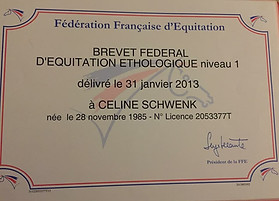 Fédération Française d'Equitation
BREVET FEDERAL
D'EQUITATION ETHOLOGIQUE niveau 1
délivré le 31 janvier 2013
à CELINE SCHWENK
née le 28 novembre 1985 - N° Licence 2053377T
Président de la FFE